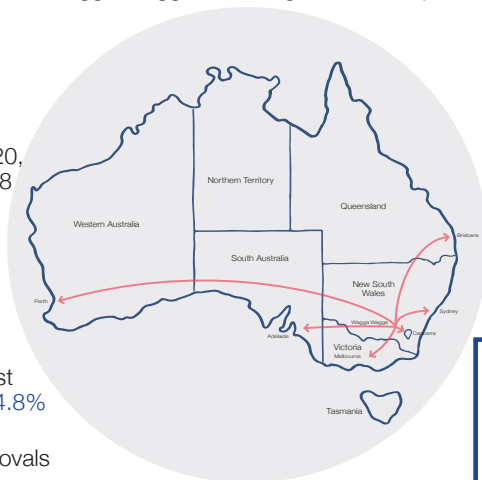 20,
8
Northern Territory
Queensland
Western Australia
Brisbane
South Australia
New South
Wales
Perth
Sydney
Wagga Wagga
Canberra
Adelaide
Victoria
Melbourne
st
4.8%
Tasmania
ovals